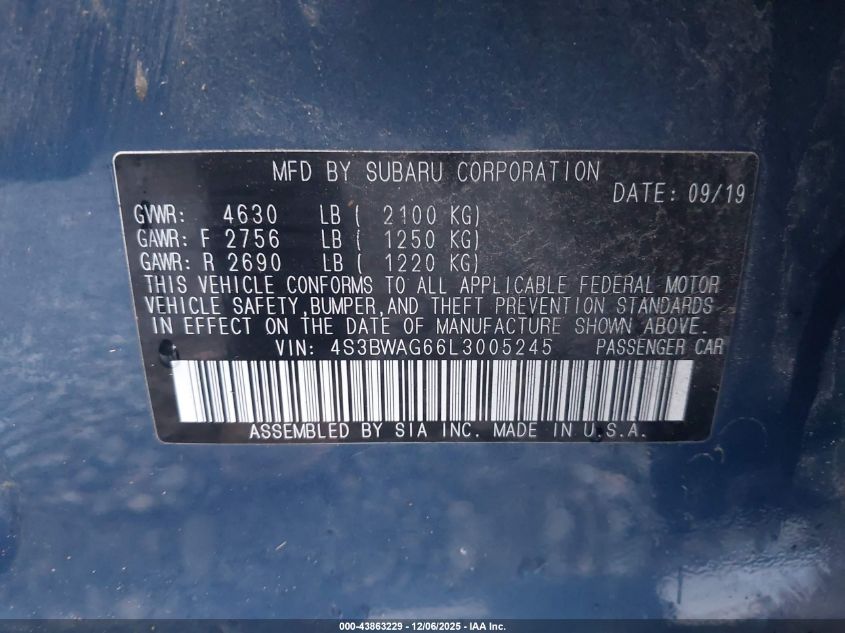 MFD BY SUBARU CORPORATION
DATE: 09/19
GVWR: 4630 LB ( 2100 KG)
GAWR: F 2756 LB ( 1250 KG)
GAWR: R 2690 LB ( 1220 KG)
THIS VEHICLE CONFORMS TO ALL APPLICABLE FEDERAL MOTOR
VEHICLE SAFETY, BUMPER, AND THEFT PREVENTION STANDARDS
IN EFFECT ON THE DATE OF MANUFACTURE SHOWN ABOVE.
VIN: 4S3BWAG66L3005245 PASSENGER CAR
ASSEMBLED BY SIA INC. MADE IN U.S.A.
000-43863229 - 12/06/2025 - IAA Inc.